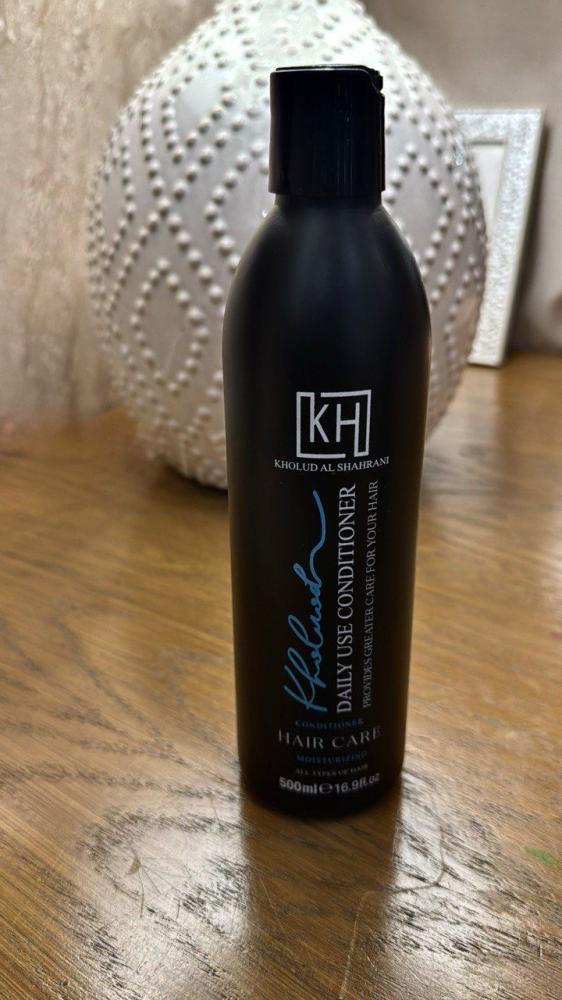 KH
KHOLUD AL SHAHRANI
Kholuod
DAILY USE CONDITIONER
PROVIDES GREATER CARE FOR YOUR HAIR
CONDITIONER
HAIR CARE
MOISTURIZING
ALL TYPES OF HAIR
500ml℮16.9fl.oz